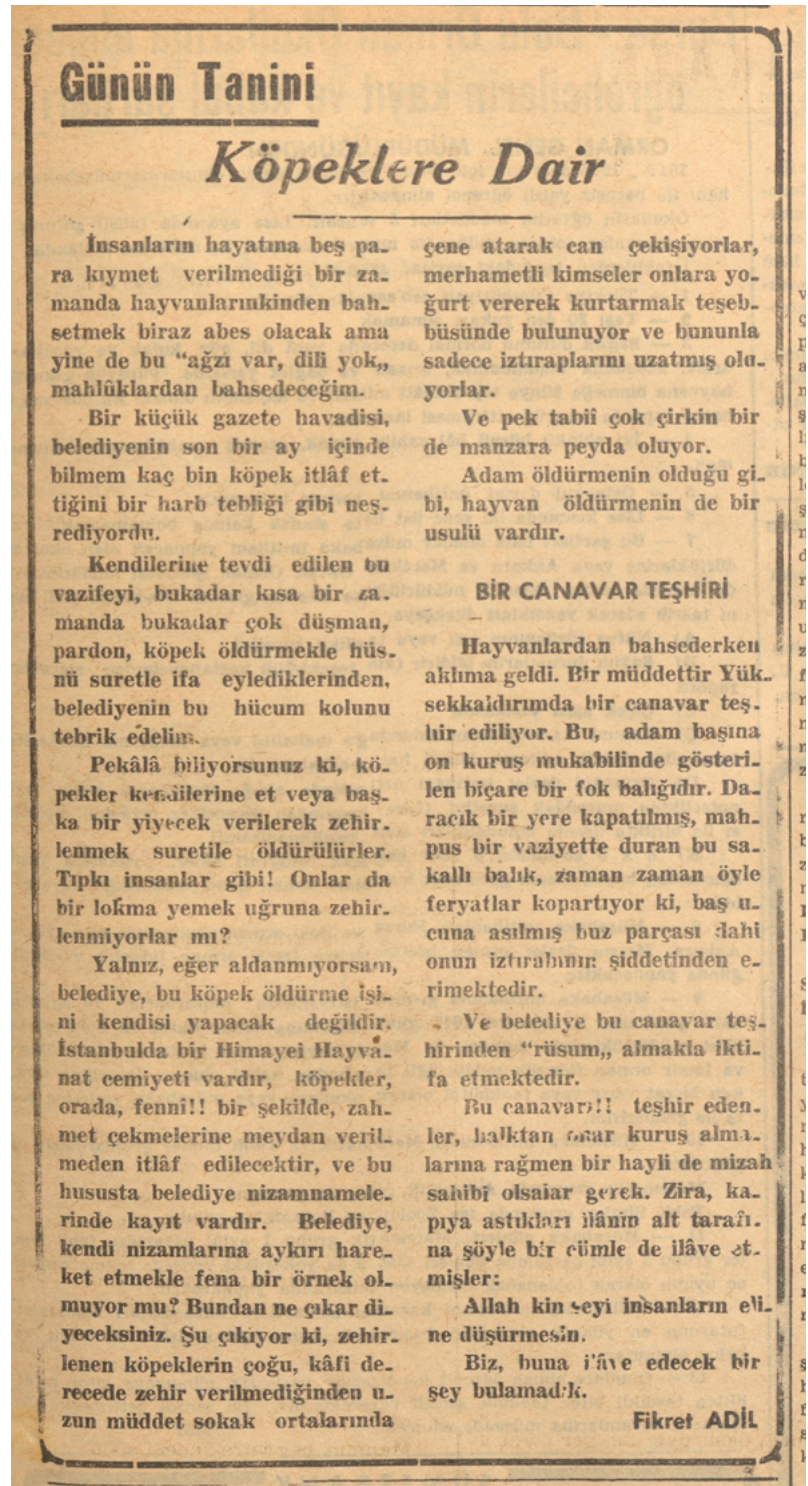 Günün Tanini
Köpeklere Dair
İnsanların hayatına beş pa-
ra kıymet verilmediği bir za-
manda hayvanlarınkinden bah-
setmek biraz abes olacak ama
yine de bu “ağzı var, dili yok„
mahlûklardan bahsedeceğim.
Bir küçük gazete havadisi,
belediyenin son bir ay içinde
bilmem kaç bin köpek itlâf et-
tiğini bir harb tebliği gibi neş-
rediyordu.
Kendilerine tevdi edilen bu
vazifeyi, bukadar kısa bir za-
manda bukadar çok düşman,
pardon, köpek öldürmekle hüs-
nü suretle ifa eylediklerinden,
belediyenin bu hücum kolunu
tebrik edelim.
Pekâlâ biliyorsunuz ki, kö-
pekler kendilerine et veya baş-
ka bir yiyecek verilerek zehir-
lenmek suretile öldürülürler.
Tıpkı insanlar gibi! Onlar da
bir lokma yemek uğruna zehir-
lenmiyorlar mı?
Yalnız, eğer aldanmıyorsam,
belediye, bu köpek öldürme işi-
ni kendisi yapacak değildir.
İstanbulda bir Himayei Hayva-
nat cemiyeti vardır, köpekler,
orada, fennî!! bir şekilde, zah-
met çekmelerine meydan veril-
meden itlâf edilecektir, ve bu
hususta belediye nizamnamele-
rinde kayıt vardır. Belediye,
kendi nizamlarına aykırı hare-
ket etmekle fena bir örnek ol-
muyor mu? Bundan ne çıkar di-
yeceksiniz. Şu çıkıyor ki, zehir-
lenen köpeklerin çoğu, kâfi de-
recede zehir verilmediğinden u-
zun müddet sokak ortalarında
çene atarak can çekişiyorlar,
merhametli kimseler onlara yo-
ğurt vererek kurtarmak teşeb-
büsünde bulunuyor ve bununla
sadece iztıraplarını uzatmış olu-
yorlar.
Ve pek tabiî çok çirkin bir
de manzara peyda oluyor.
Adam öldürmenin olduğu gi-
bi, hayvan öldürmenin de bir
usulü vardır.
BİR CANAVAR TEŞHİRİ
Hayvanlardan bahsederken
aklıma geldi. Bir müddettir Yük-
sekkaldırımda bir canavar teş-
hir ediliyor. Bu, adam başına
on kuruş mukabilinde gösteri-
len biçare bir fok balığıdır. Da-
racık bir yere kapatılmış, mah-
pus bir vaziyette duran bu sa-
kallı balık, zaman zaman öyle
feryatlar kopartıyor ki, baş u-
cuna asılmış buz parçası dahi
onun iztırabının şiddetinden e-
rimektedir.
Ve belediye bu canavar teş-
hirinden “rüsum„ almakla ikti-
fa etmektedir.
Bu canavarı!! teşhir eden-
ler, halktan onar kuruş alma-
larına rağmen bir hayli de mizah
sahibi olsalar gerek. Zira, ka-
pıya astıkları ilânın alt tarafı-
na şöyle bir cümle de ilâve et-
mişler:
Allah kimseyi insanların eli-
ne düşürmesin.
Biz, buna ilâve edecek bir
şey bulamadık.
Fikret ADİL